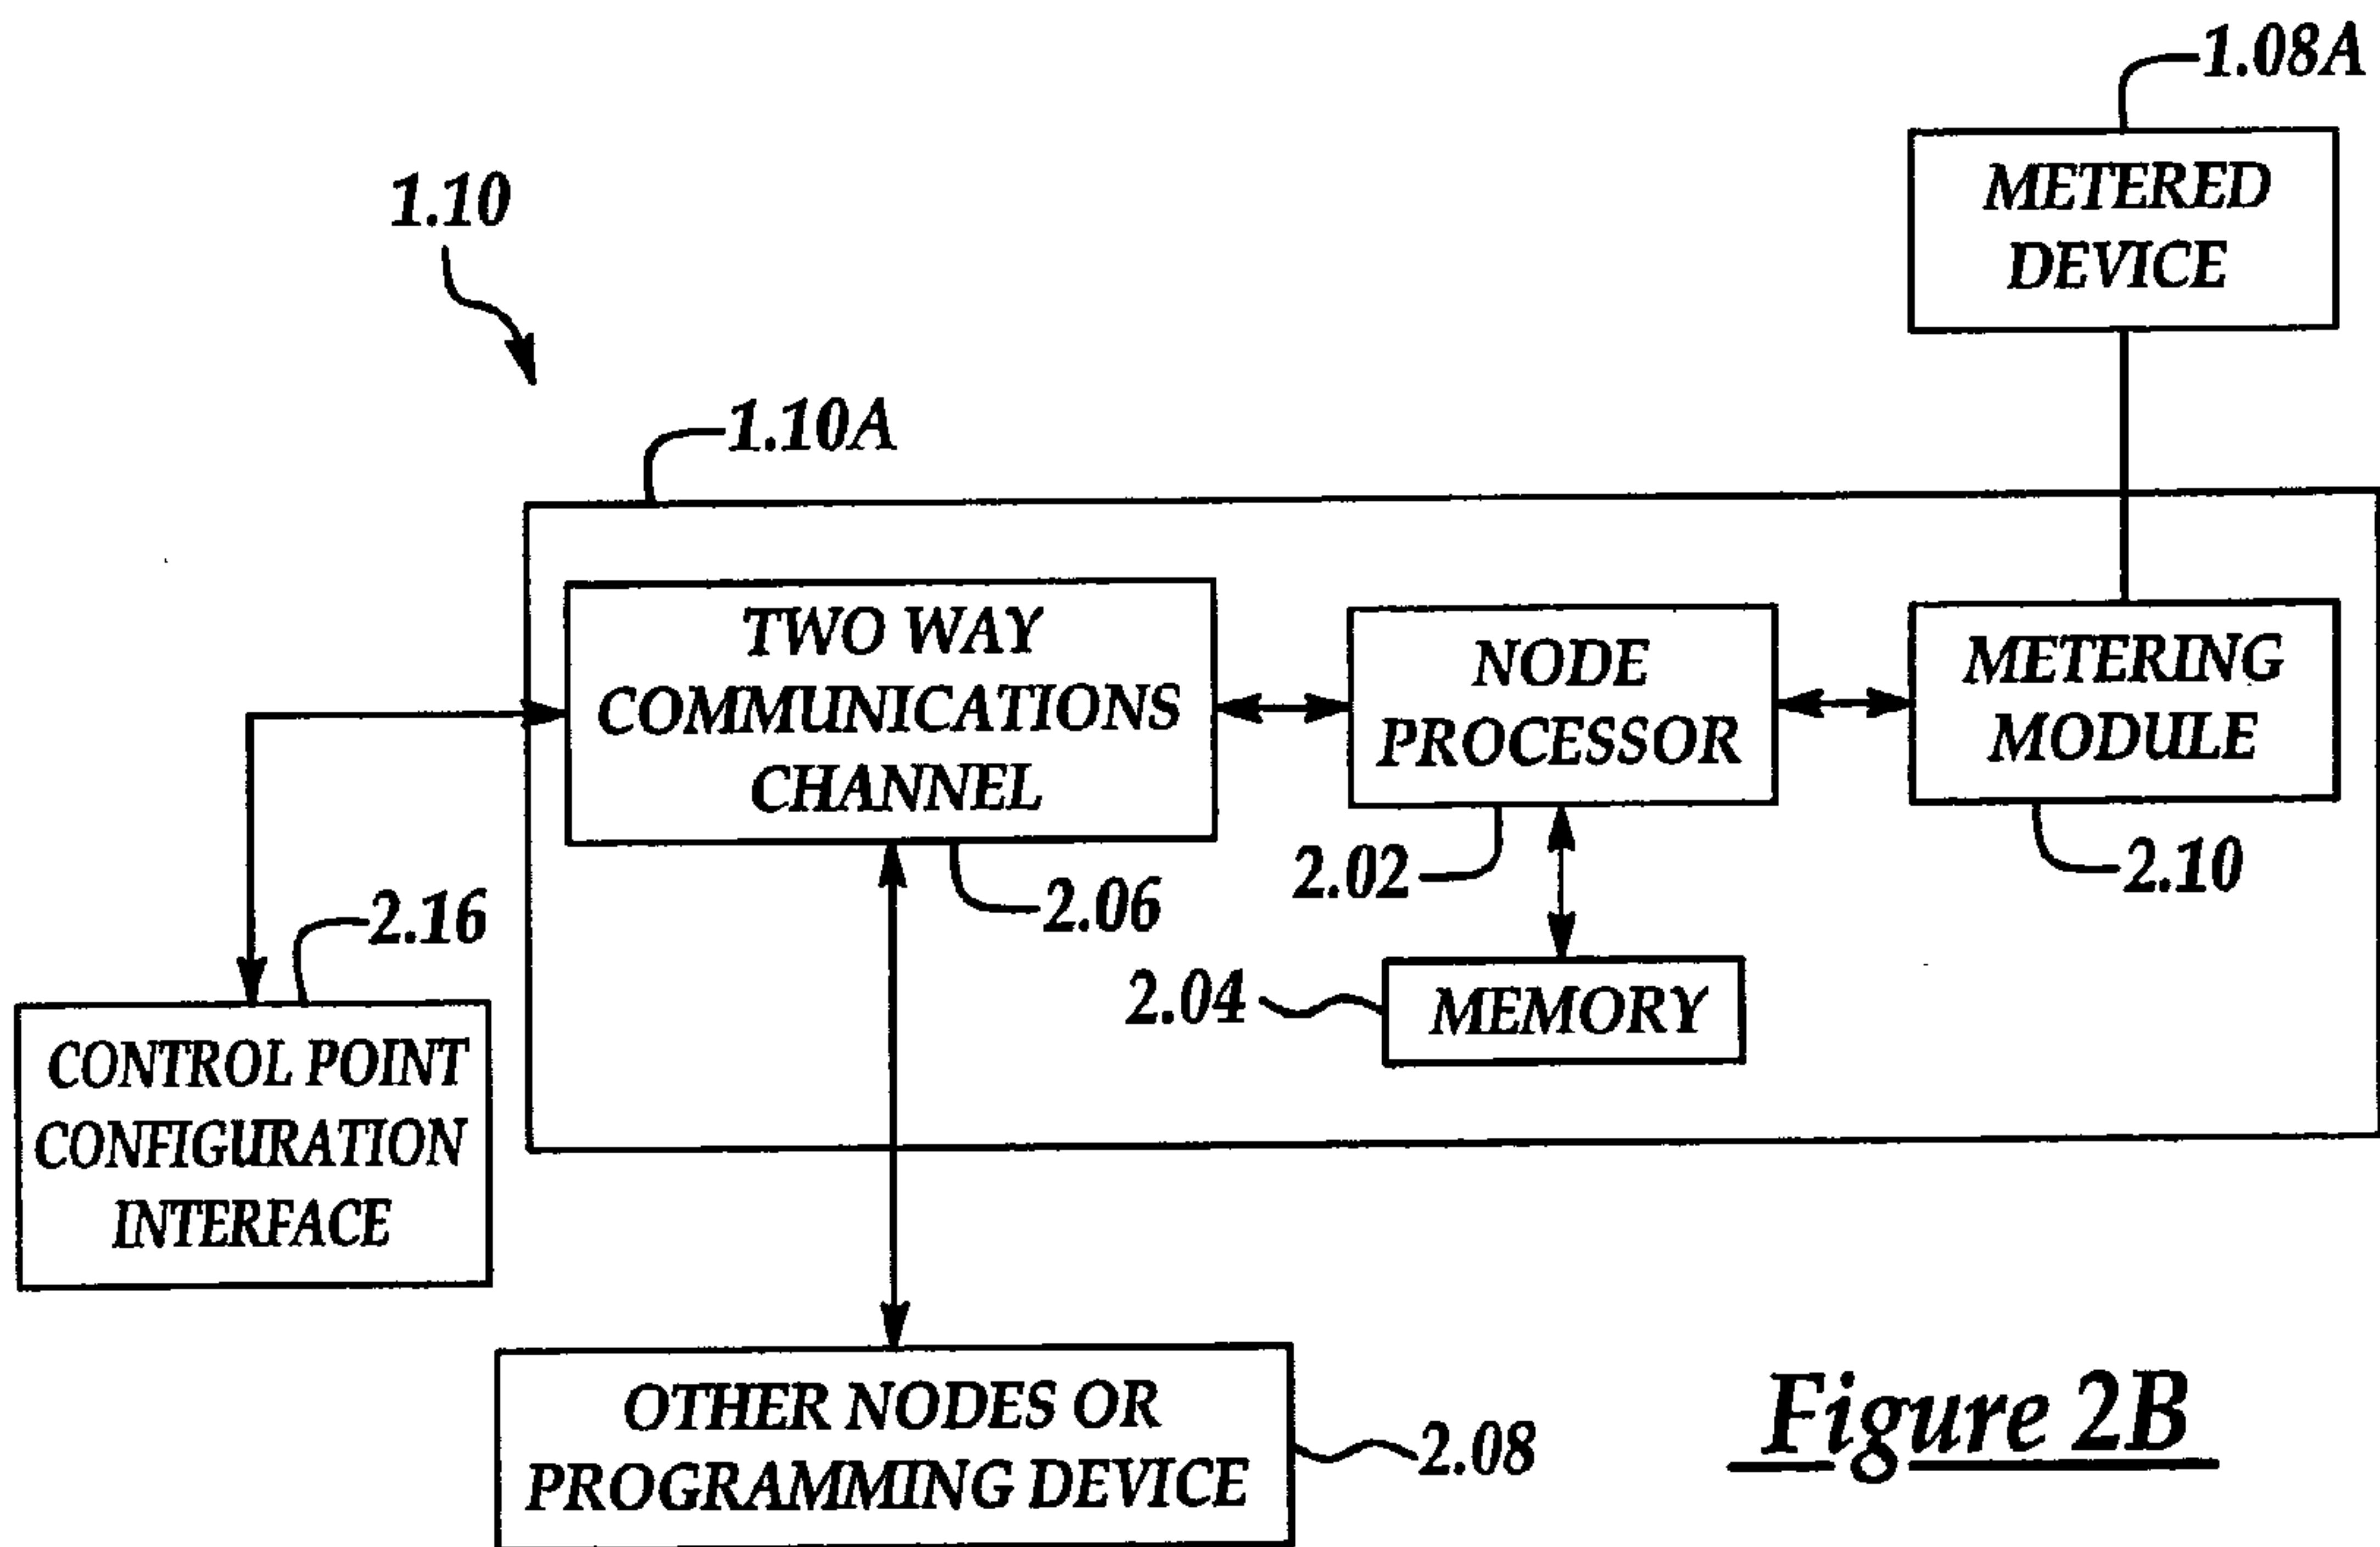 1.08A
METERED
DEVICE
1.10
1.10A
TWO WAY
COMMUNICATIONS
CHANNEL
NODE
PROCESSOR
METERING
MODULE
2.02
2.10
2.06
2.16
2.04
MEMORY
CONTROL POINT
CONFIGURATION
INTERFACE
OTHER NODES OR
PROGRAMMING DEVICE
2.08
Figure 2B